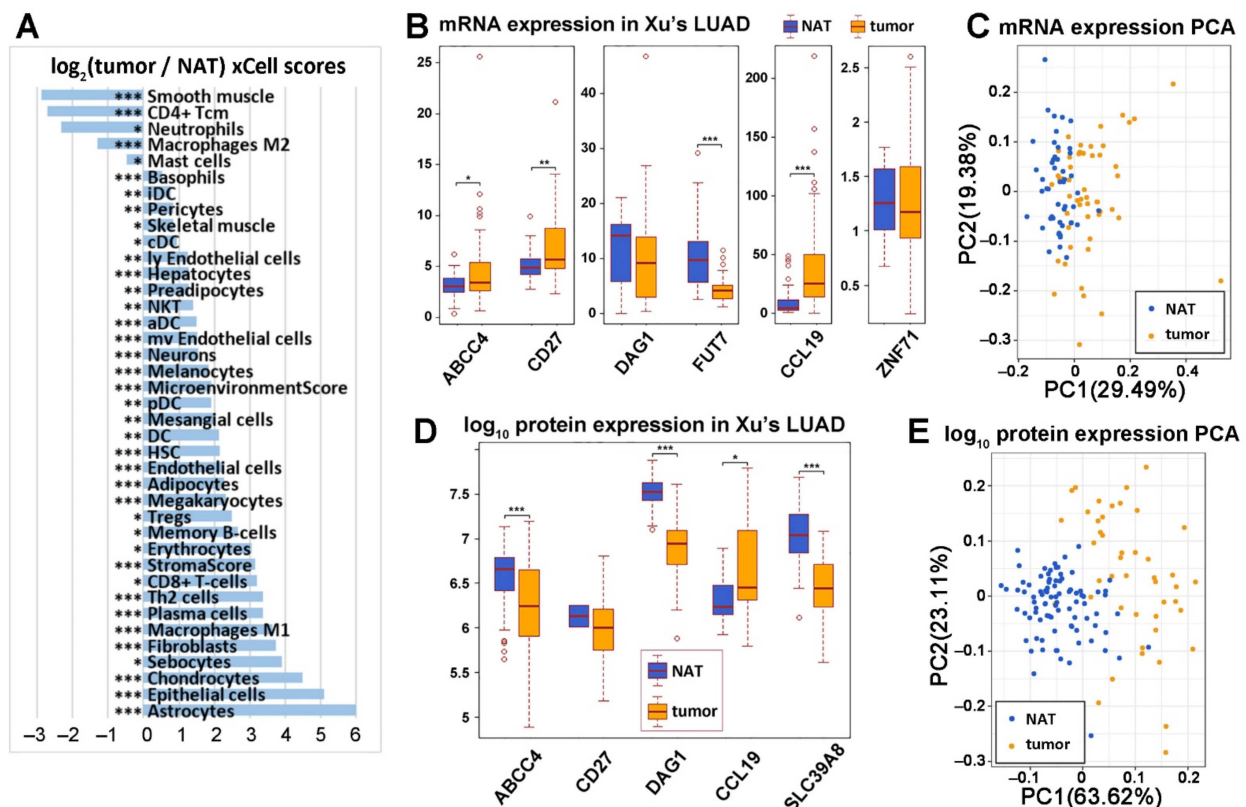 A
log2(tumor / NAT) xCell scores
*** Smooth muscle
*** CD4+ Tcm
* Neutrophils
*** Macrophages M2
* Mast cells
*** Basophils
** iDC
** Pericytes
* Skeletal muscle
* cDC
** ly Endothelial cells
*** Hepatocytes
** Preadipocytes
** NKT
*** aDC
*** mv Endothelial cells
*** Neurons
*** Melanocytes
*** MicroenvironmentScore
** pDC
** Mesangial cells
** DC
*** HSC
*** Endothelial cells
*** Adipocytes
*** Megakaryocytes
* Tregs
* Memory B-cells
* Erythrocytes
*** StromaScore
* CD8+ T-cells
*** Th2 cells
*** Plasma cells
*** Macrophages M1
*** Fibroblasts
* Sebocytes
*** Chondrocytes
*** Epithelial cells
*** Astrocytes
−3 −2 −1 0 1 2 3 4 5 6
B
mRNA expression in Xu's LUAD
NAT tumor
25
20
15
10
5
0
* **
ABCC4 CD27
40
30
20
10
0
***
DAG1 FUT7
200
150
100
50
0
***
CCL19
2.5
2.0
1.5
1.0
0.5
0
ZNF71
C
mRNA expression PCA
PC2(19.38%)
0.2
0.1
0
−0.1
−0.2
−0.3
NAT
tumor
−0.2 0 0.2 0.4
PC1(29.49%)
D
log10 protein expression in Xu's LUAD
7.5
7
6.5
6
5.5
5
*** *** * ***
NAT
tumor
ABCC4 CD27 DAG1 CCL19 SLC39A8
E
log10 protein expression PCA
PC2(23.11%)
0.2
0.1
0
−0.1
−0.2
−0.3
NAT
tumor
−0.1 0 0.1 0.2
PC1(63.62%)